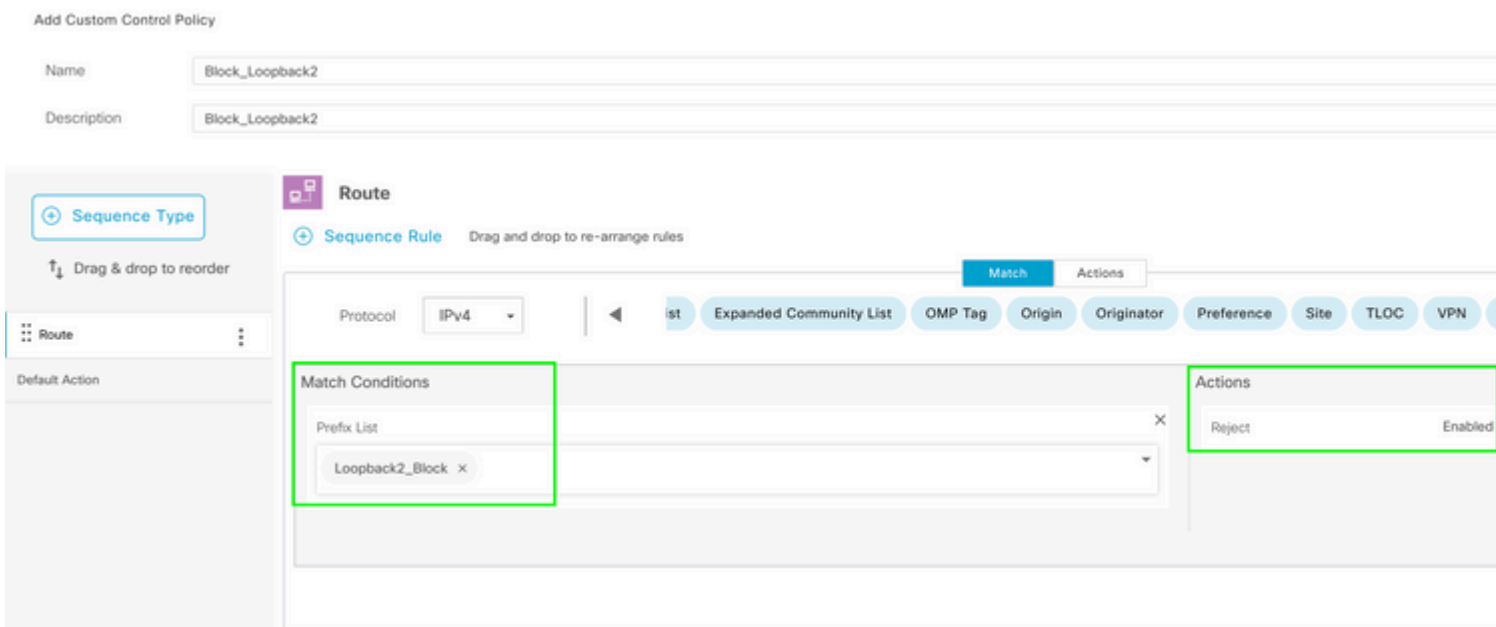 Add Custom Control Policy
Name Block_Loopback2
Description Block_Loopback2
Sequence Type
Drag & drop to reorder
Route
Default Action
Route
Sequence Rule Drag and drop to re-arrange rules
Match Actions
Protocol IPv4 ist Expanded Community List OMP Tag Origin Originator Preference Site TLOC VPN
Match Conditions
Prefix List
Loopback2_Block ×
Actions
Reject Enabled